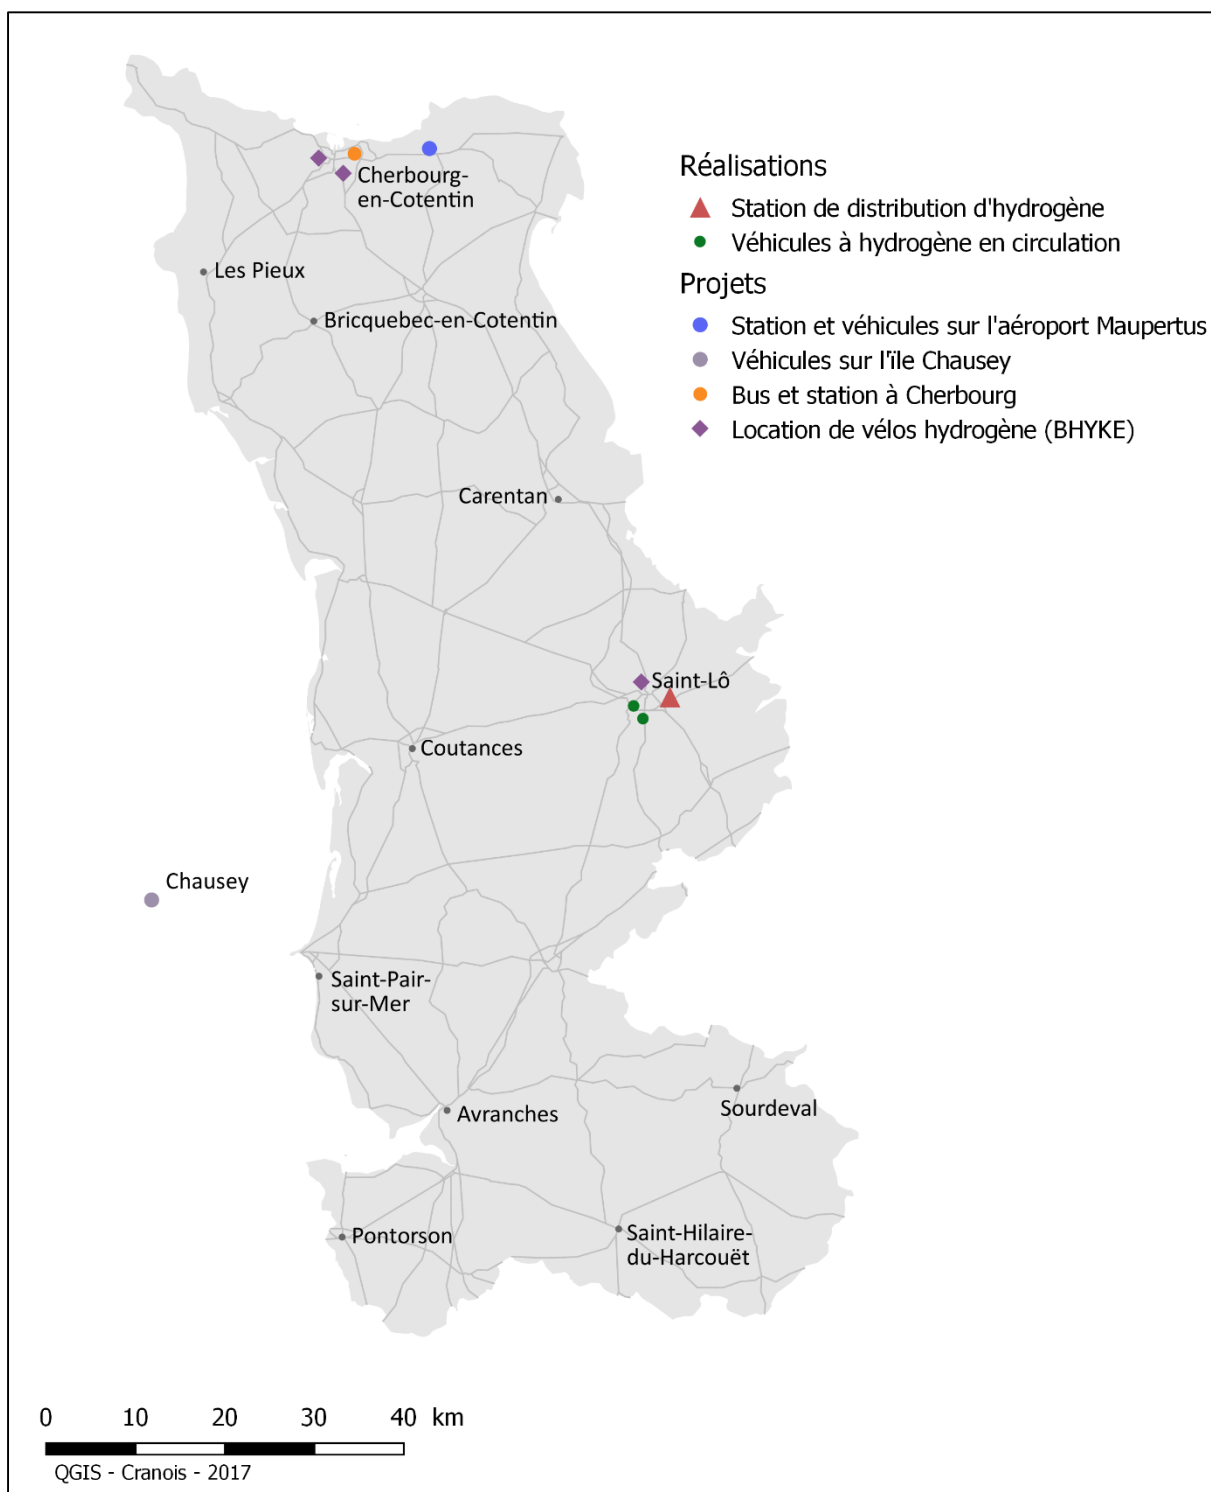 Réalisations
Station de distribution d'hydrogène
Véhicules à hydrogène en circulation
Projets
Station et véhicules sur l'aéroport Maupertus
Véhicules sur l'ïle Chausey
Bus et station à Cherbourg
Location de vélos hydrogène (BHYKE)
Cherbourg-
en-Cotentin
Les Pieux
Bricquebec-en-Cotentin
Carentan
Saint-Lô
Coutances
Chausey
Saint-Pair-
sur-Mer
Avranches
Sourdeval
Pontorson
Saint-Hilaire-
du-Harcouët
0 10 20 30 40 km
QGIS - Cranois - 2017